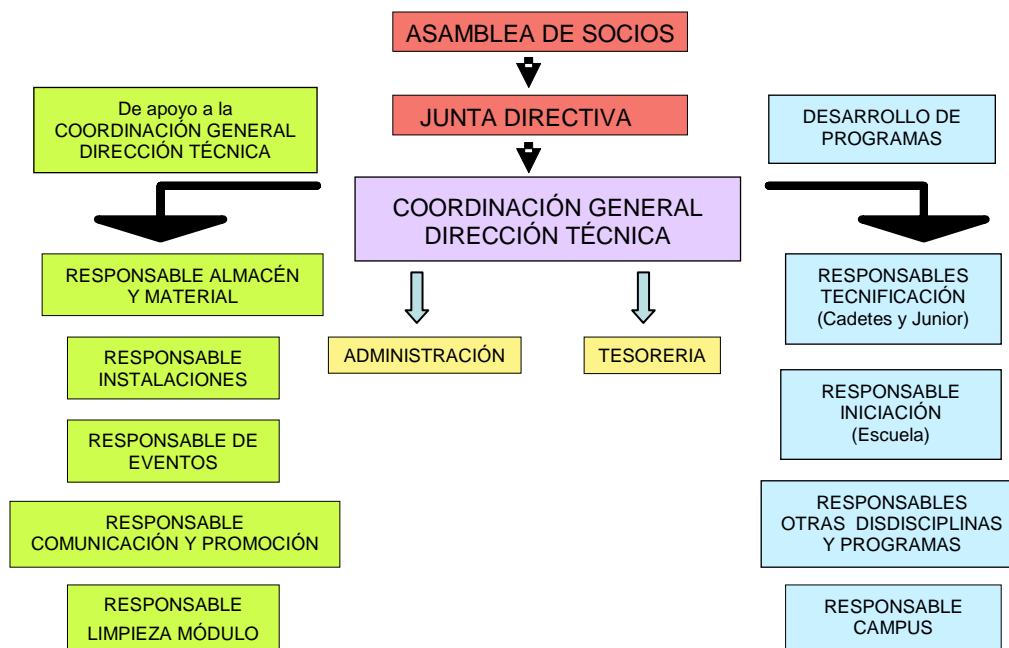 ASAMBLEA DE SOCIOS
De apoyo a la
COORDINACIÓN GENERAL
DIRECCIÓN TÉCNICA
JUNTA DIRECTIVA
DESARROLLO DE
PROGRAMAS
COORDINACIÓN GENERAL
DIRECCIÓN TÉCNICA
RESPONSABLE ALMACÉN
Y MATERIAL
RESPONSABLE
INSTALACIONES
RESPONSABLE DE
EVENTOS
RESPONSABLE
COMUNICACIÓN Y PROMOCIÓN
RESPONSABLE
LIMPIEZA MÓDULO
ADMINISTRACIÓN
TESORERIA
RESPONSABLES
TECNIFICACIÓN
(Cadetes y Junior)
RESPONSABLE
INICIACIÓN
(Escuela)
RESPONSABLES
OTRAS DISDISCIPLINAS
Y PROGRAMAS
RESPONSABLE
CAMPUS